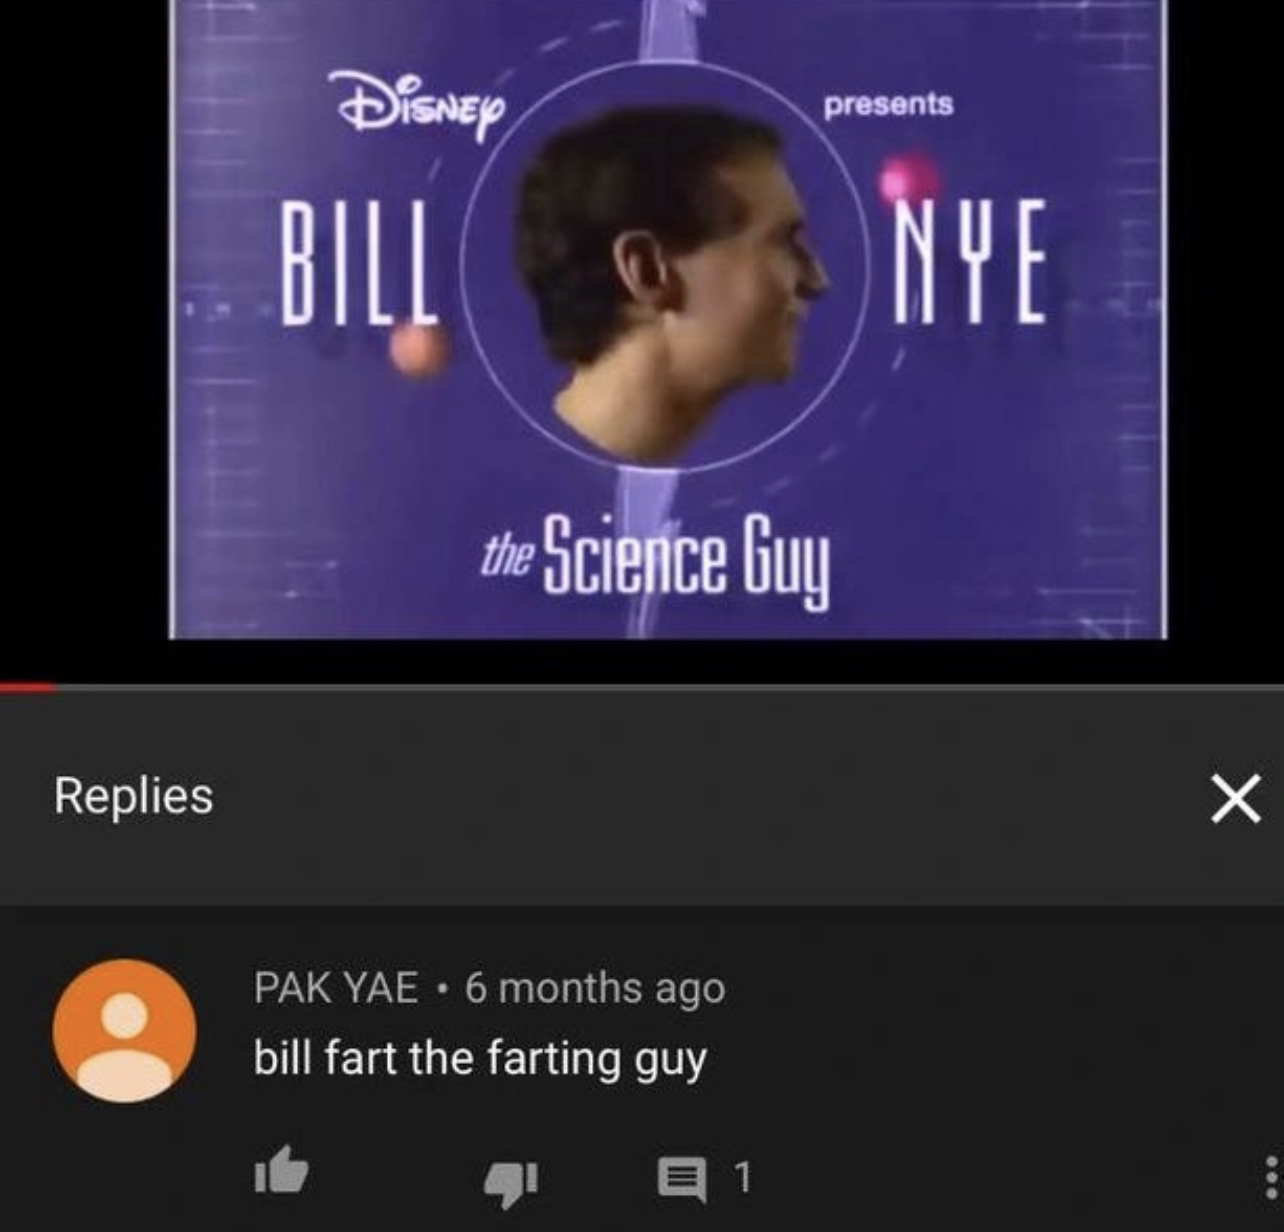 Disney presents
BILL NYE
the Science Guy
Replies
PAK YAE • 6 months ago
bill fart the farting guy
1